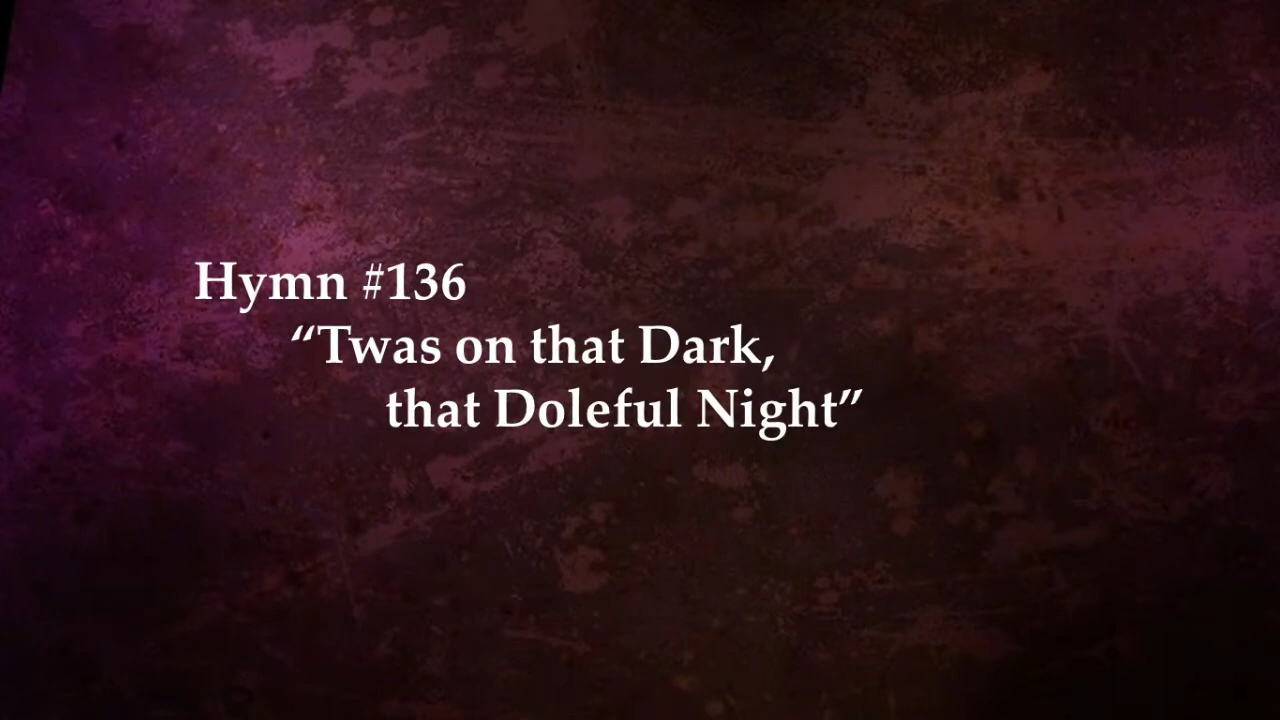 Hymn #136
“Twas on that Dark,
that Doleful Night”